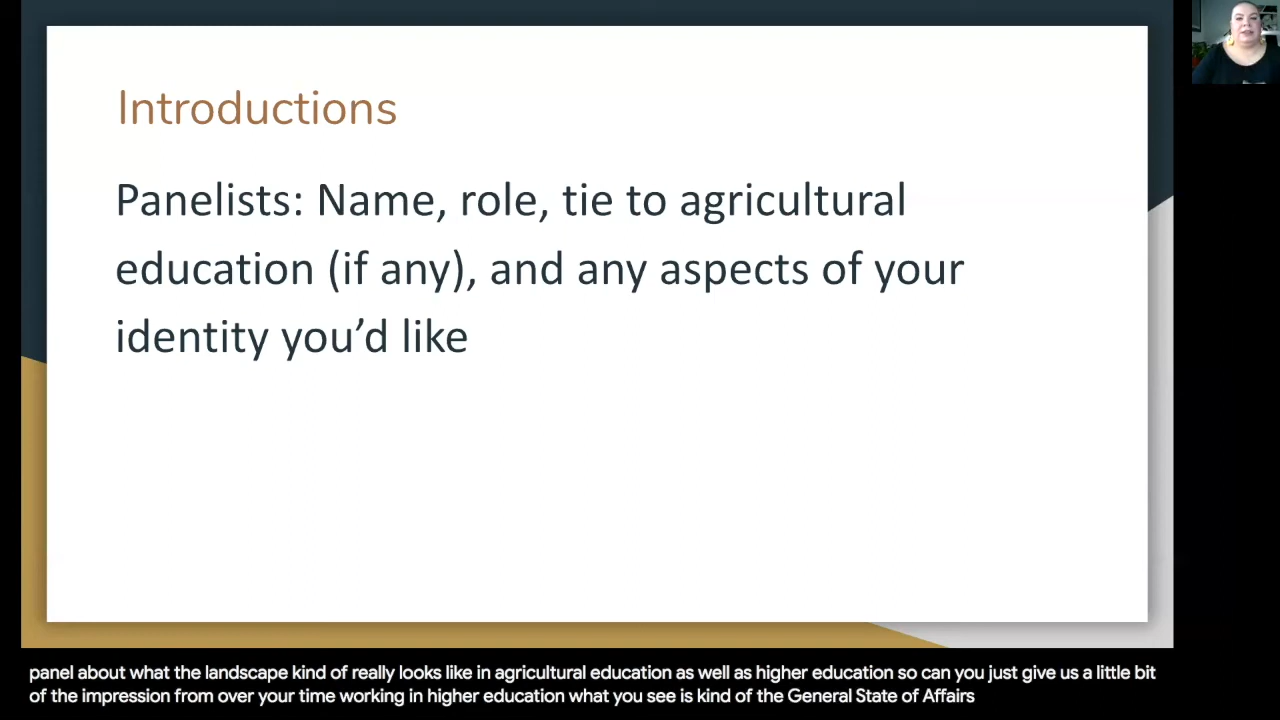 Introductions
Panelists: Name, role, tie to agricultural
education (if any), and any aspects of your
identity you’d like
panel about what the landscape kind of really looks like in agricultural education as well as higher education so can you just give us a little bit
of the impression from over your time working in higher education what you see is kind of the General State of Affairs